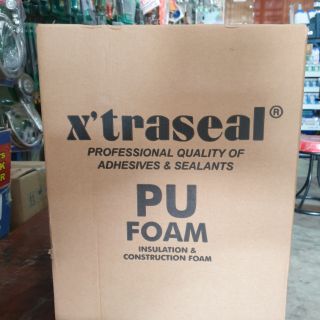 x'traseal®
PROFESSIONAL QUALITY OF
ADHESIVES & SEALANTS
PU
FOAM
INSULATION &
CONSTRUCTION FOAM